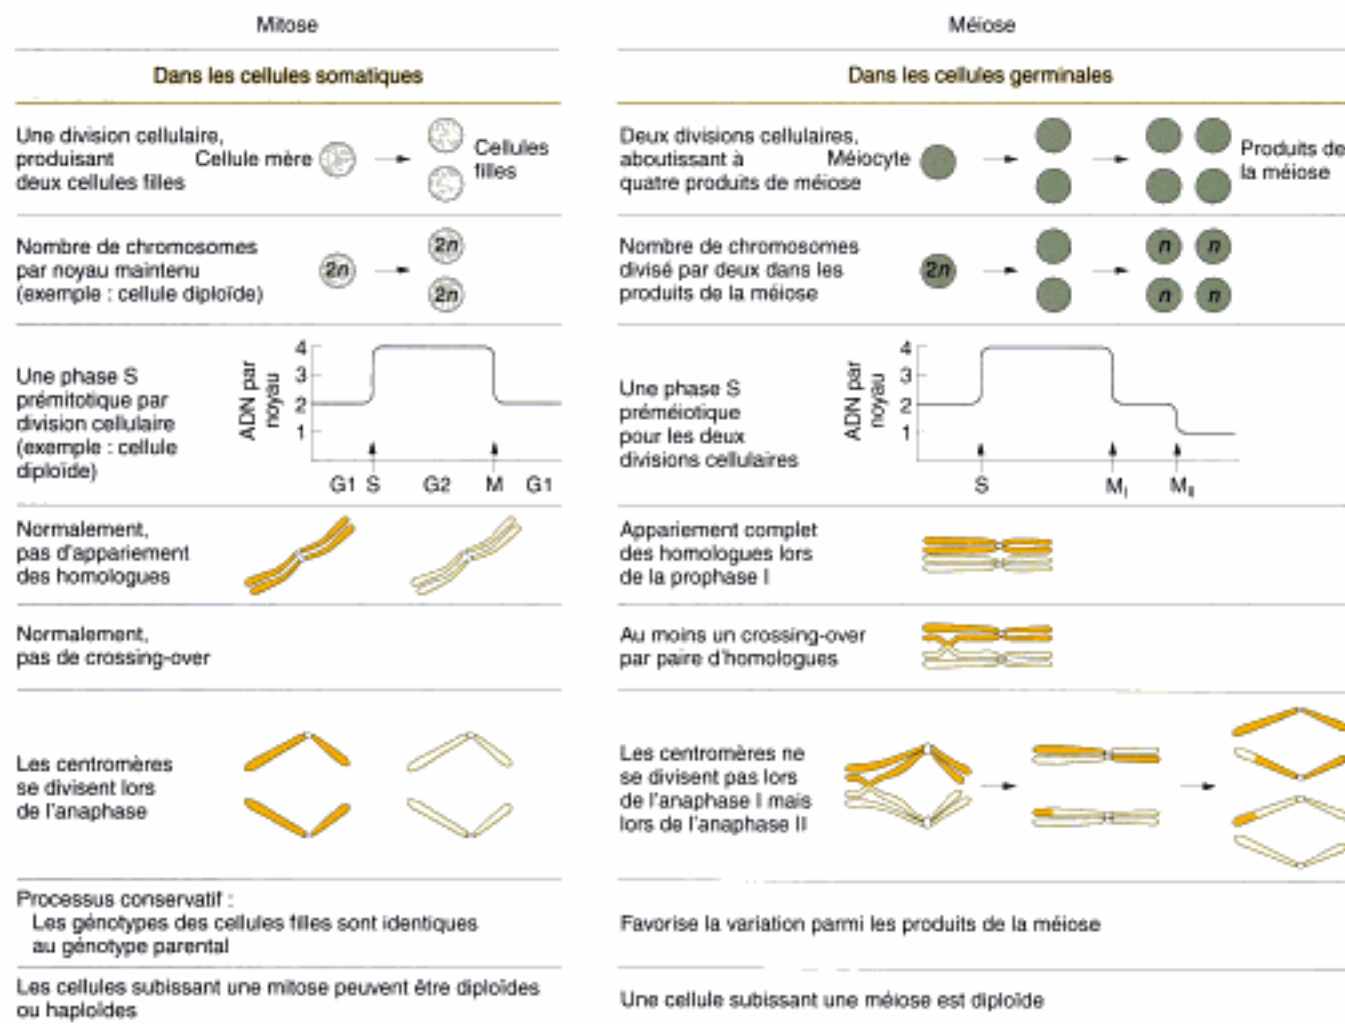 Mitose
Dans les cellules somatiques
Une division cellulaire,
produisant
deux cellules filles
Cellule mère
Cellules
filles
Nombre de chromosomes
par noyau maintenu
(exemple : cellule diploïde)
2n
2n
2n
Une phase S
prémitotique par
division cellulaire
(exemple : cellule
diploïde)
ADN par
noyau
4
3
2
1
G1 S G2 M G1
Normalement,
pas d'appariement
des homologues
Normalement,
pas de crossing-over
Les centromères
se divisent lors
de l'anaphase
Processus conservatif :
Les génotypes des cellules filles sont identiques
au génotype parental
Les cellules subissant une mitose peuvent être diploïdes
ou haploïdes
Méiose
Dans les cellules germinales
Deux divisions cellulaires,
aboutissant à
quatre produits de méiose
Méiocyte
Produits de
la méiose
Nombre de chromosomes
divisé par deux dans les
produits de la méiose
2n
n n
n n
Une phase S
préméiotique
pour les deux
divisions cellulaires
ADN par
noyau
4
3
2
1
S MI MII
Appariement complet
des homologues lors
de la prophase I
Au moins un crossing-over
par paire d'homologues
Les centromères ne
se divisent pas lors
de l'anaphase I mais
lors de l'anaphase II
Favorise la variation parmi les produits de la méiose
Une cellule subissant une méiose est diploïde